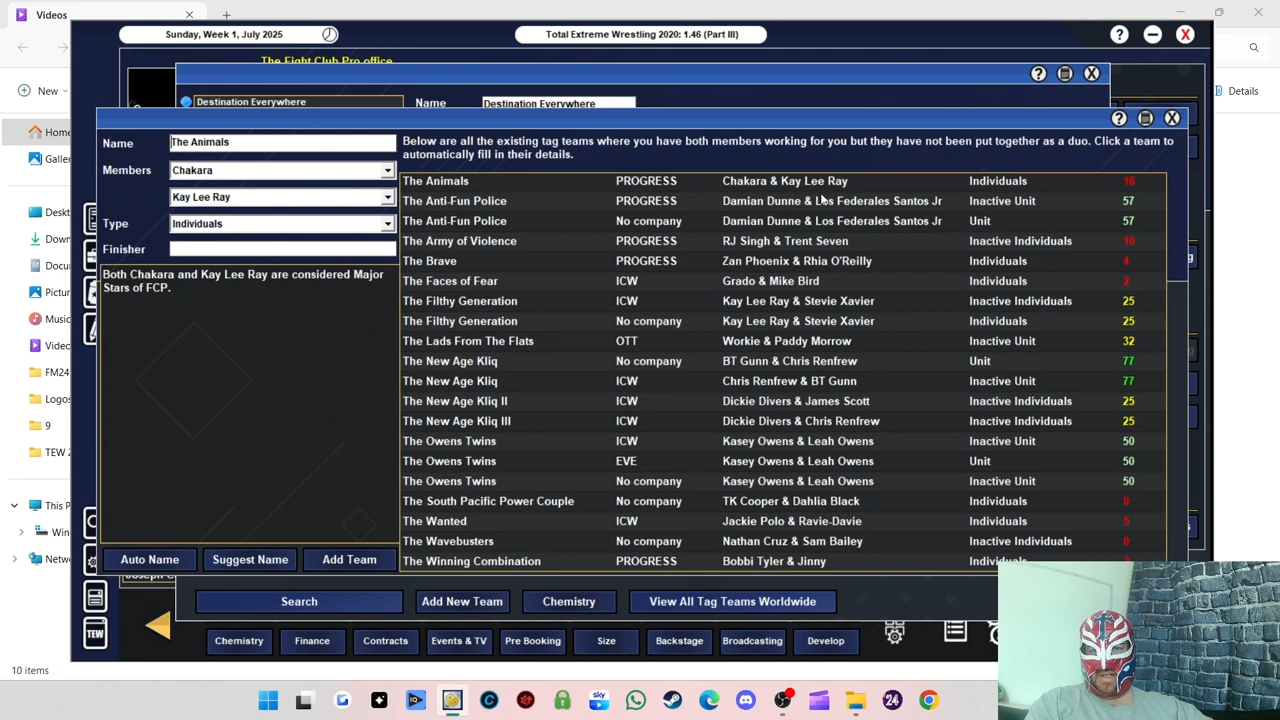 Videos
Sunday, Week 1, July 2025
Total Extreme Wrestling 2020: 1.46 (Part III)
The Fight Club Pro office
New
Details
Destination Everywhere
Name
Destination Everywhere
Name
The Animals
Members
Chakara
Kay Lee Ray
Type
Individuals
Finisher
Both Chakara and Kay Lee Ray are considered Major
Stars of FCP.
Below are all the existing tag teams where you have both members working for you but they have not been put together as a duo. Click a team to
automatically fill in their details.
The Animals PROGRESS Chakara & Kay Lee Ray Individuals 16
The Anti-Fun Police PROGRESS Damian Dunne & Los Federales Santos Jr Inactive Unit 57
The Anti-Fun Police No company Damian Dunne & Los Federales Santos Jr Unit 57
The Army of Violence PROGRESS RJ Singh & Trent Seven Inactive Individuals 10
The Brave PROGRESS Zan Phoenix & Rhia O'Reilly Individuals 4
The Faces of Fear ICW Grado & Mike Bird Individuals 2
The Filthy Generation ICW Kay Lee Ray & Stevie Xavier Inactive Individuals 25
The Filthy Generation No company Kay Lee Ray & Stevie Xavier Individuals 25
The Lads From The Flats OTT Workie & Paddy Morrow Inactive Unit 32
The New Age Kliq No company BT Gunn & Chris Renfrew Unit 77
The New Age Kliq ICW Chris Renfrew & BT Gunn Inactive Unit 77
The New Age Kliq II ICW Dickie Divers & James Scott Inactive Individuals 25
The New Age Kliq III ICW Dickie Divers & Chris Renfrew Inactive Individuals 25
The Owens Twins ICW Kasey Owens & Leah Owens Inactive Unit 50
The Owens Twins EVE Kasey Owens & Leah Owens Unit 50
The Owens Twins No company Kasey Owens & Leah Owens Inactive Unit 50
The South Pacific Power Couple No company TK Cooper & Dahlia Black Individuals 0
The Wanted ICW Jackie Polo & Ravie-Davie Individuals 5
The Wavebusters No company Nathan Cruz & Sam Bailey Inactive Individuals 0
The Winning Combination PROGRESS Bobbi Tyler & Jinny
Auto Name
Suggest Name
Add Team
Search
Add New Team
Chemistry
View All Tag Teams Worldwide
TEW
Chemistry
Finance
Contracts
Events & TV
Pre Booking
Size
Backstage
Broadcasting
Develop
Home
FM24
Logos
9
10 items
sky
24